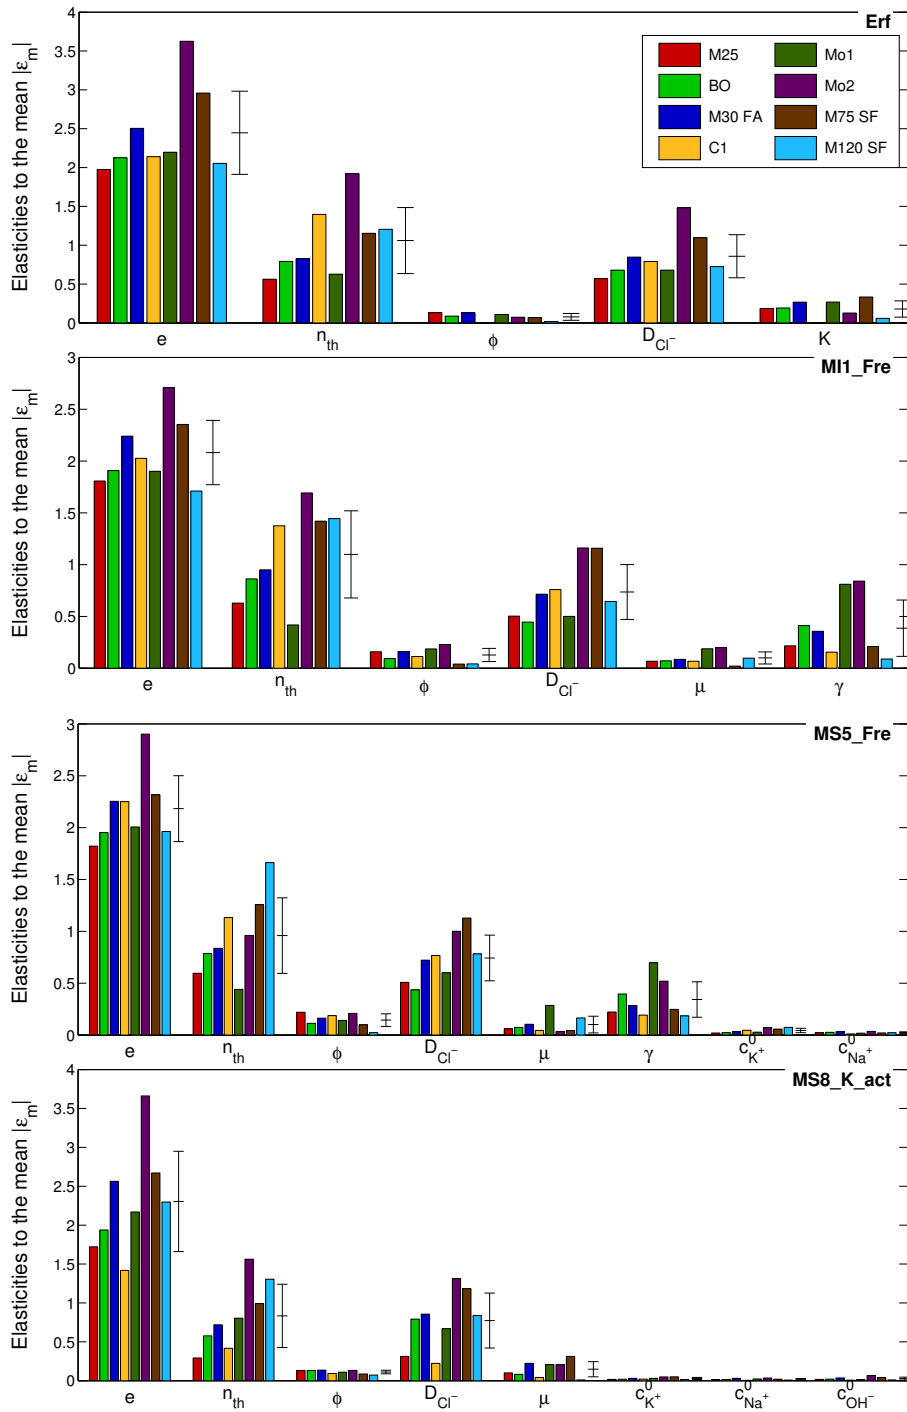 Erf
Elasticities to the mean |ε_m|
4
3.5
3
2.5
2
1.5
1
0.5
0
M25
BO
M30 FA
C1
Mo1
Mo2
M75 SF
M120 SF
e n_th ϕ D_Cl⁻ K
MI1_Fre
Elasticities to the mean |ε_m|
3
2.5
2
1.5
1
0.5
0
e n_th ϕ D_Cl⁻ μ γ
MS5_Fre
Elasticities to the mean |ε_m|
3
2.5
2
1.5
1
0.5
0
e n_th ϕ D_Cl⁻ μ γ c⁰_K⁺ c⁰_Na⁺
MS8_K_act
Elasticities to the mean |ε_m|
4
3.5
3
2.5
2
1.5
1
0.5
0
e n_th ϕ D_Cl⁻ μ c⁰_K⁺ c⁰_Na⁺ c⁰_OH⁻